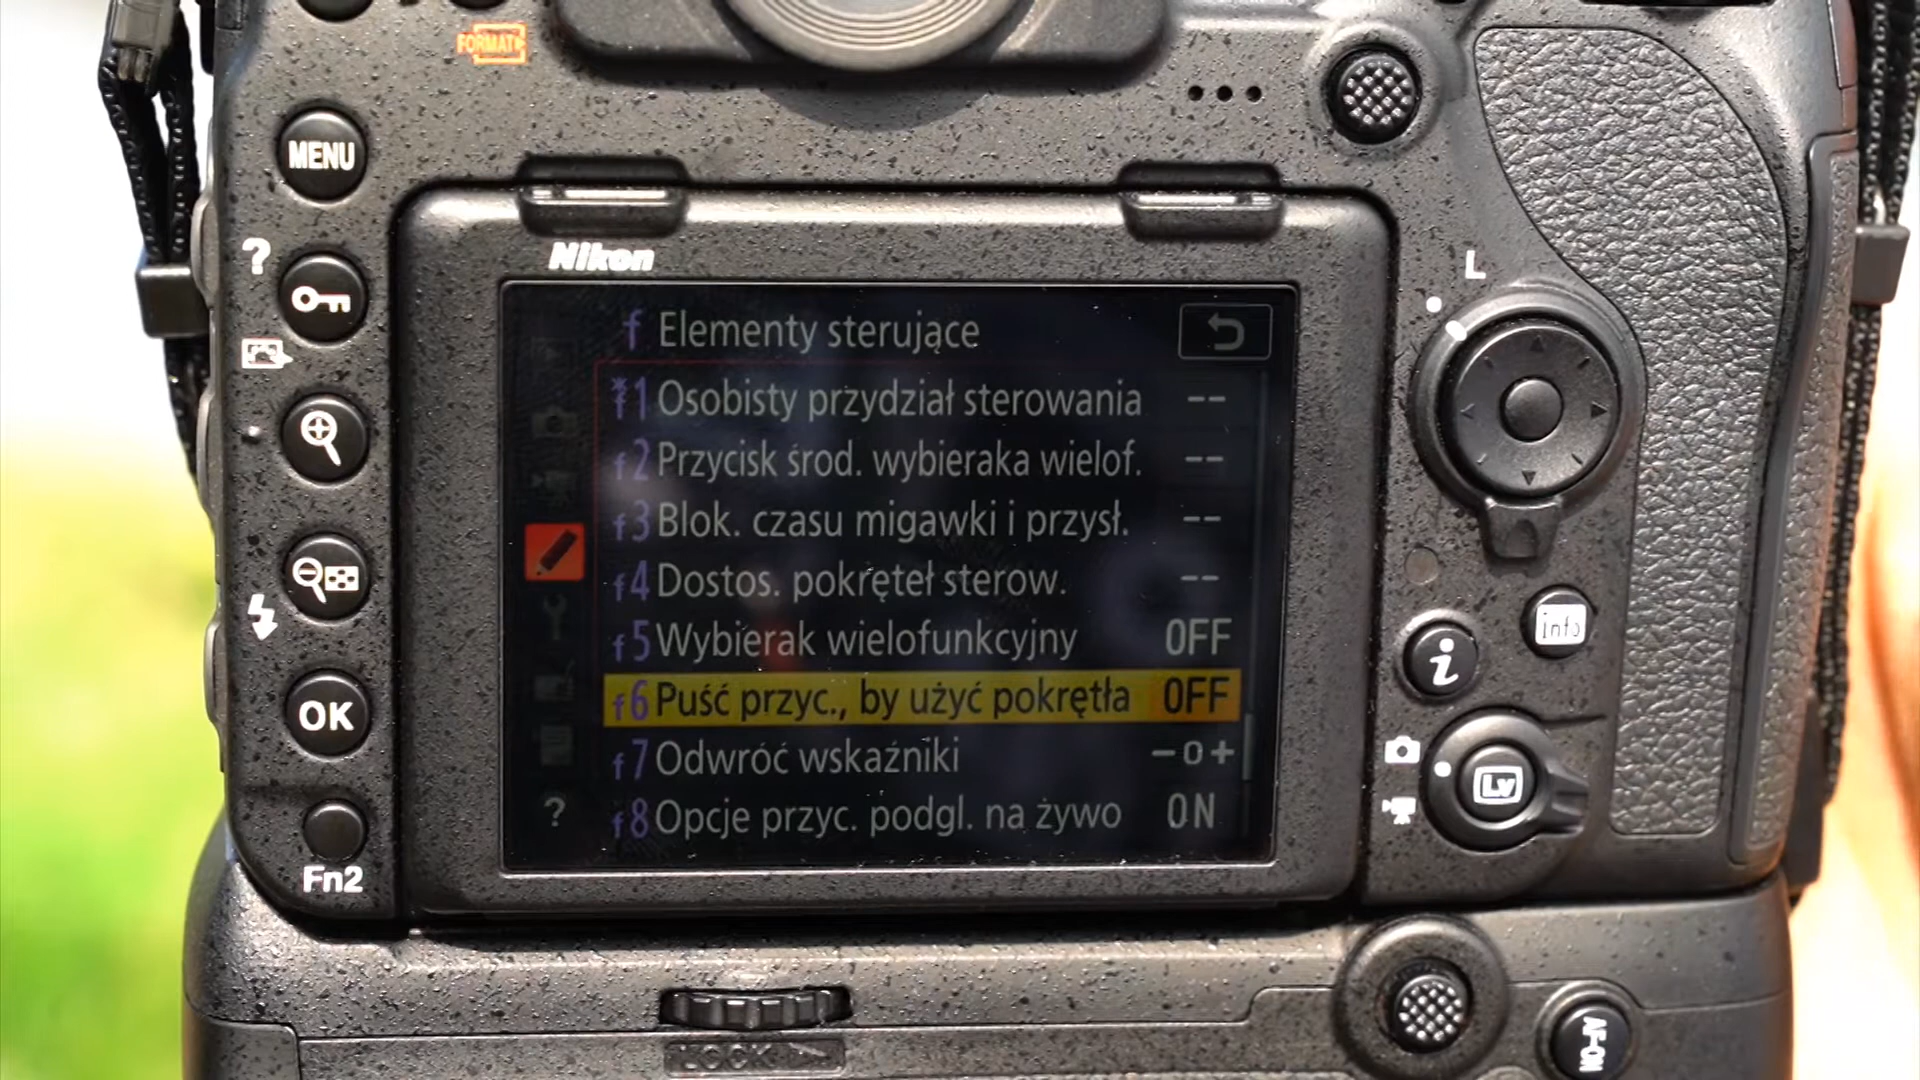 FORMAT
MENU
Nikon
?
L
f Elementy sterujące
*f1 Osobisty przydział sterowania --
f2 Przycisk środ. wybieraka wielof. --
f3 Blok. czasu migawki i przysł. --
f4 Dostos. pokręteł sterow. --
f5 Wybierak wielofunkcyjny OFF
f6 Puść przyc., by użyć pokrętła OFF
f7 Odwróć wskaźniki -o+
f8 Opcje przyc. podgl. na żywo ON
?
info
i
OK
Lv
Fn2
LOCK
AF-ON